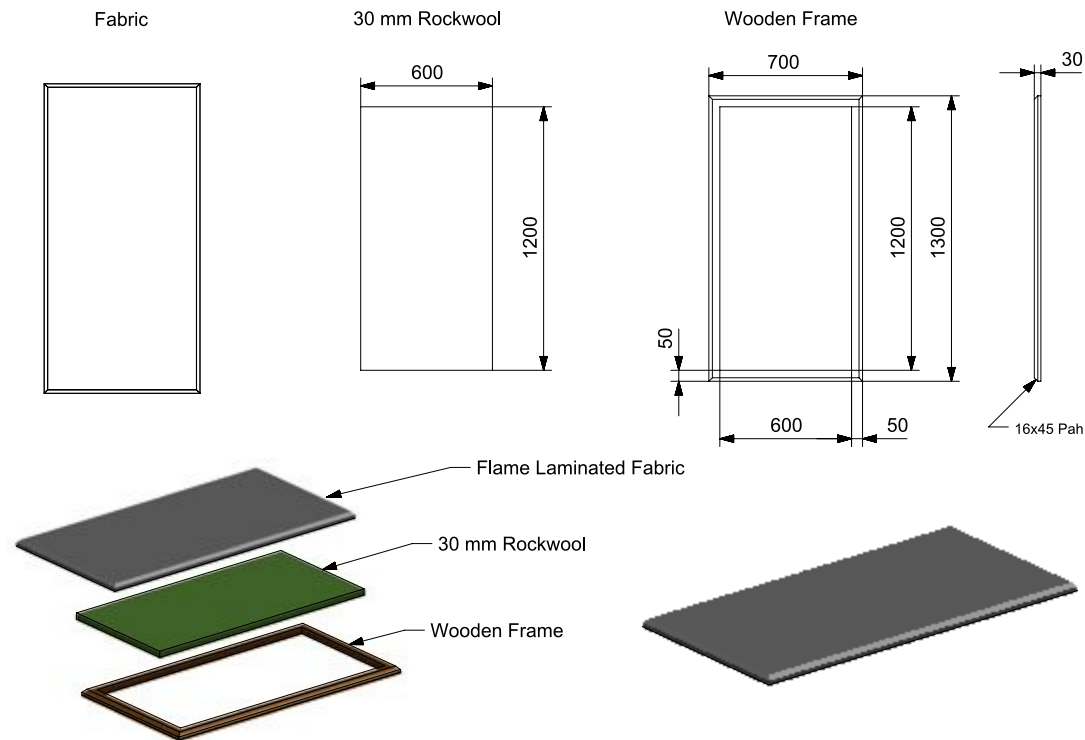 Fabric
30 mm Rockwool
Wooden Frame
600
700
30
1200
1200
1300
50
600
50
16x45 Pah
Flame Laminated Fabric
30 mm Rockwool
Wooden Frame